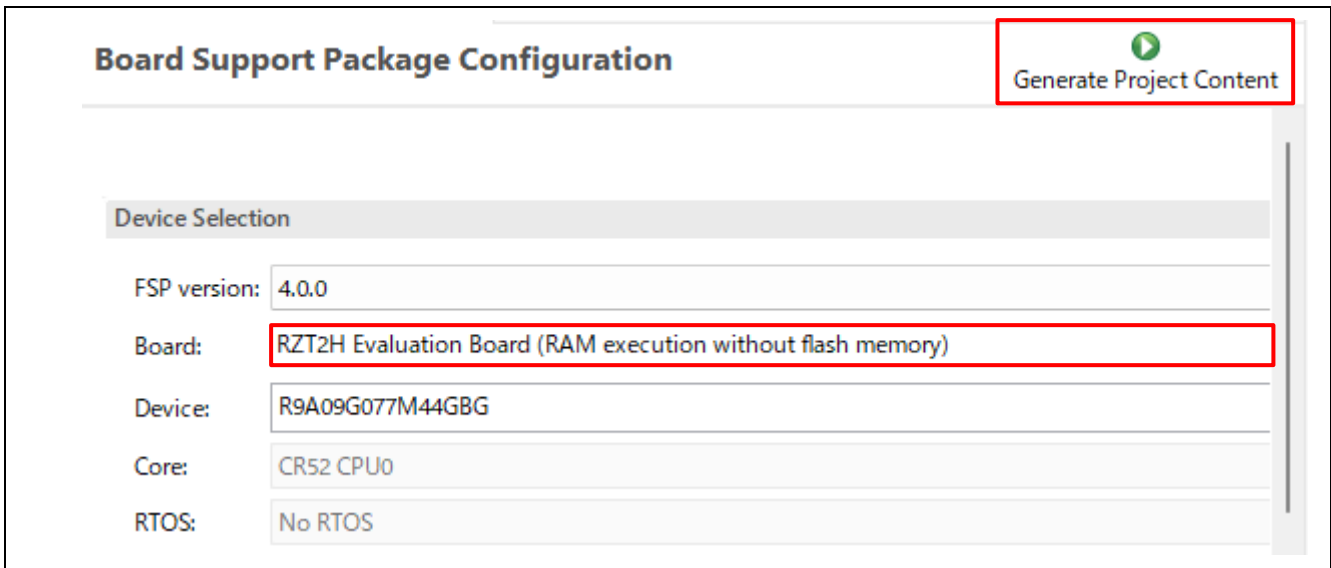 Board Support Package Configuration
Generate Project Content
Device Selection
FSP version: 4.0.0
Board: RZT2H Evaluation Board (RAM execution without flash memory)
Device: R9A09G077M44GBG
Core: CR52 CPU0
RTOS: No RTOS